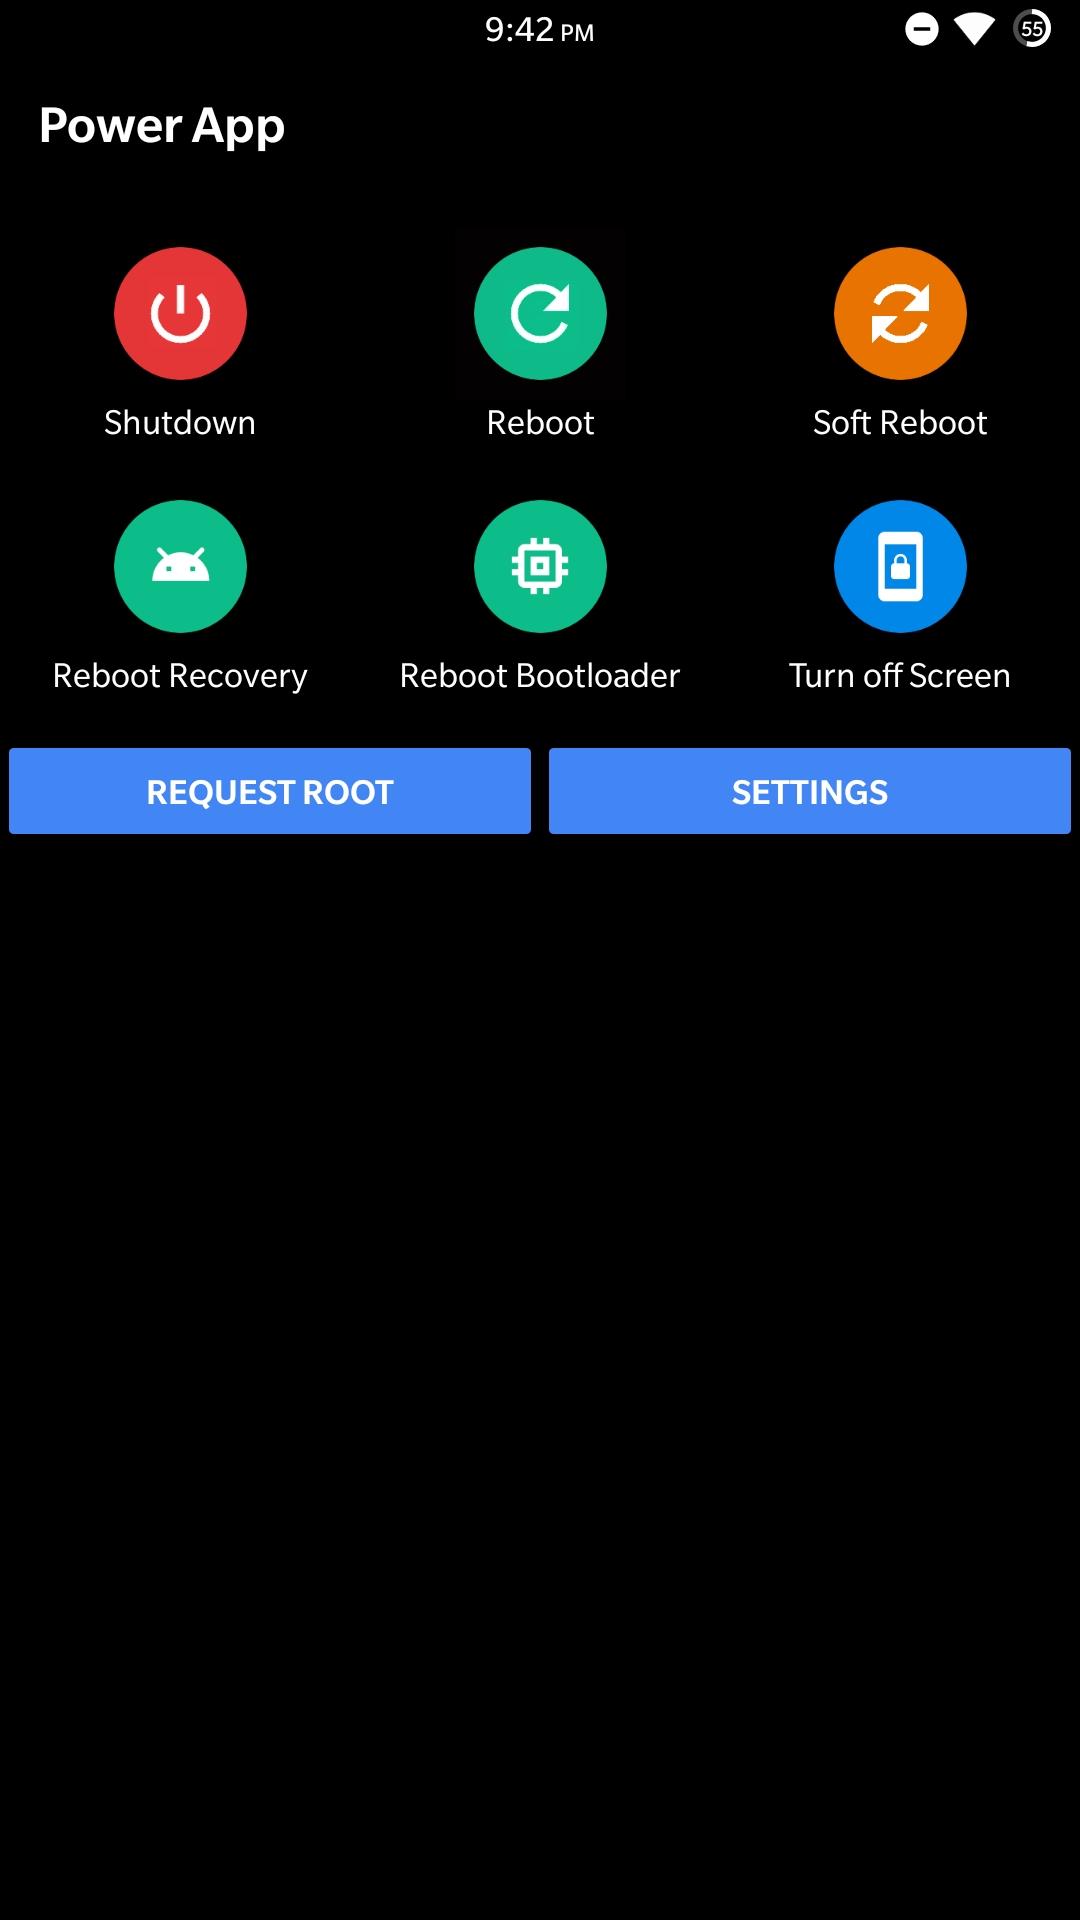 9:42 PM
55
Power App
Shutdown
Reboot
Soft Reboot
Reboot Recovery
Reboot Bootloader
Turn off Screen
REQUEST ROOT
SETTINGS